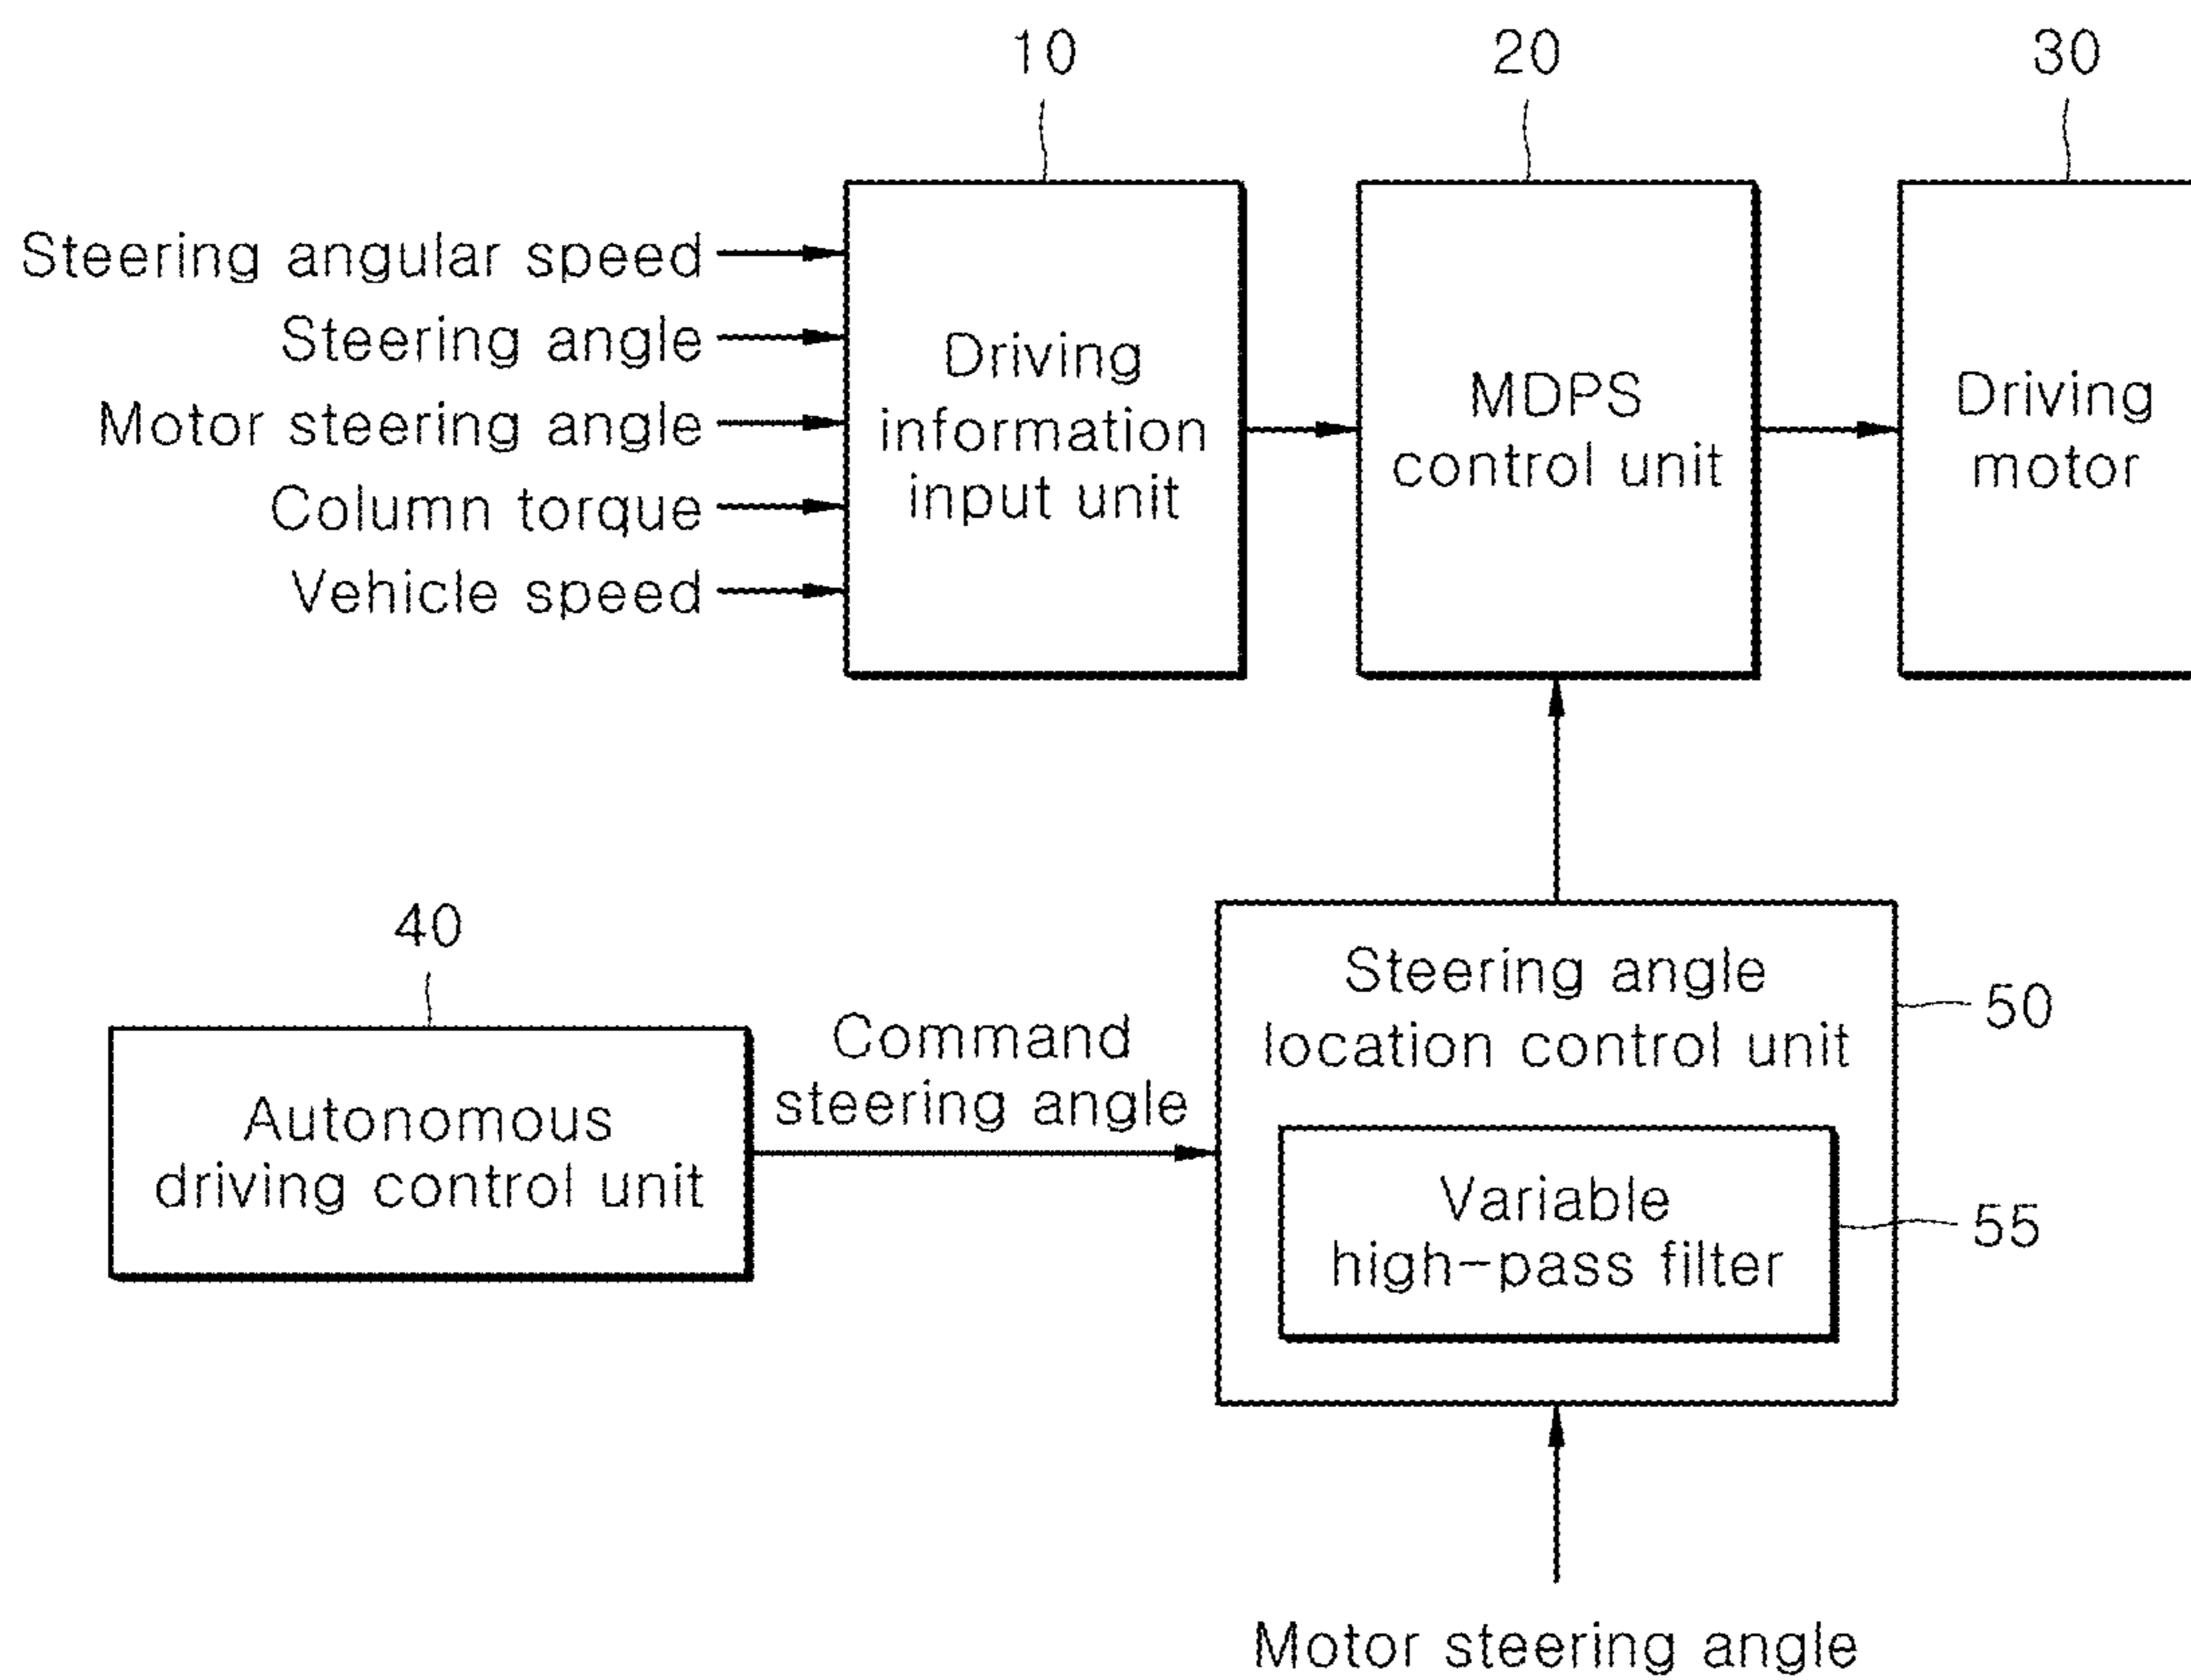 10
20
30
Steering angular speed
Steering angle
Motor steering angle
Column torque
Vehicle speed
Driving
information
input unit
MDPS
control unit
Driving
motor
40
Autonomous
driving control unit
Command
steering angle
Steering angle
location control unit
50
Variable
high-pass filter
55
Motor steering angle